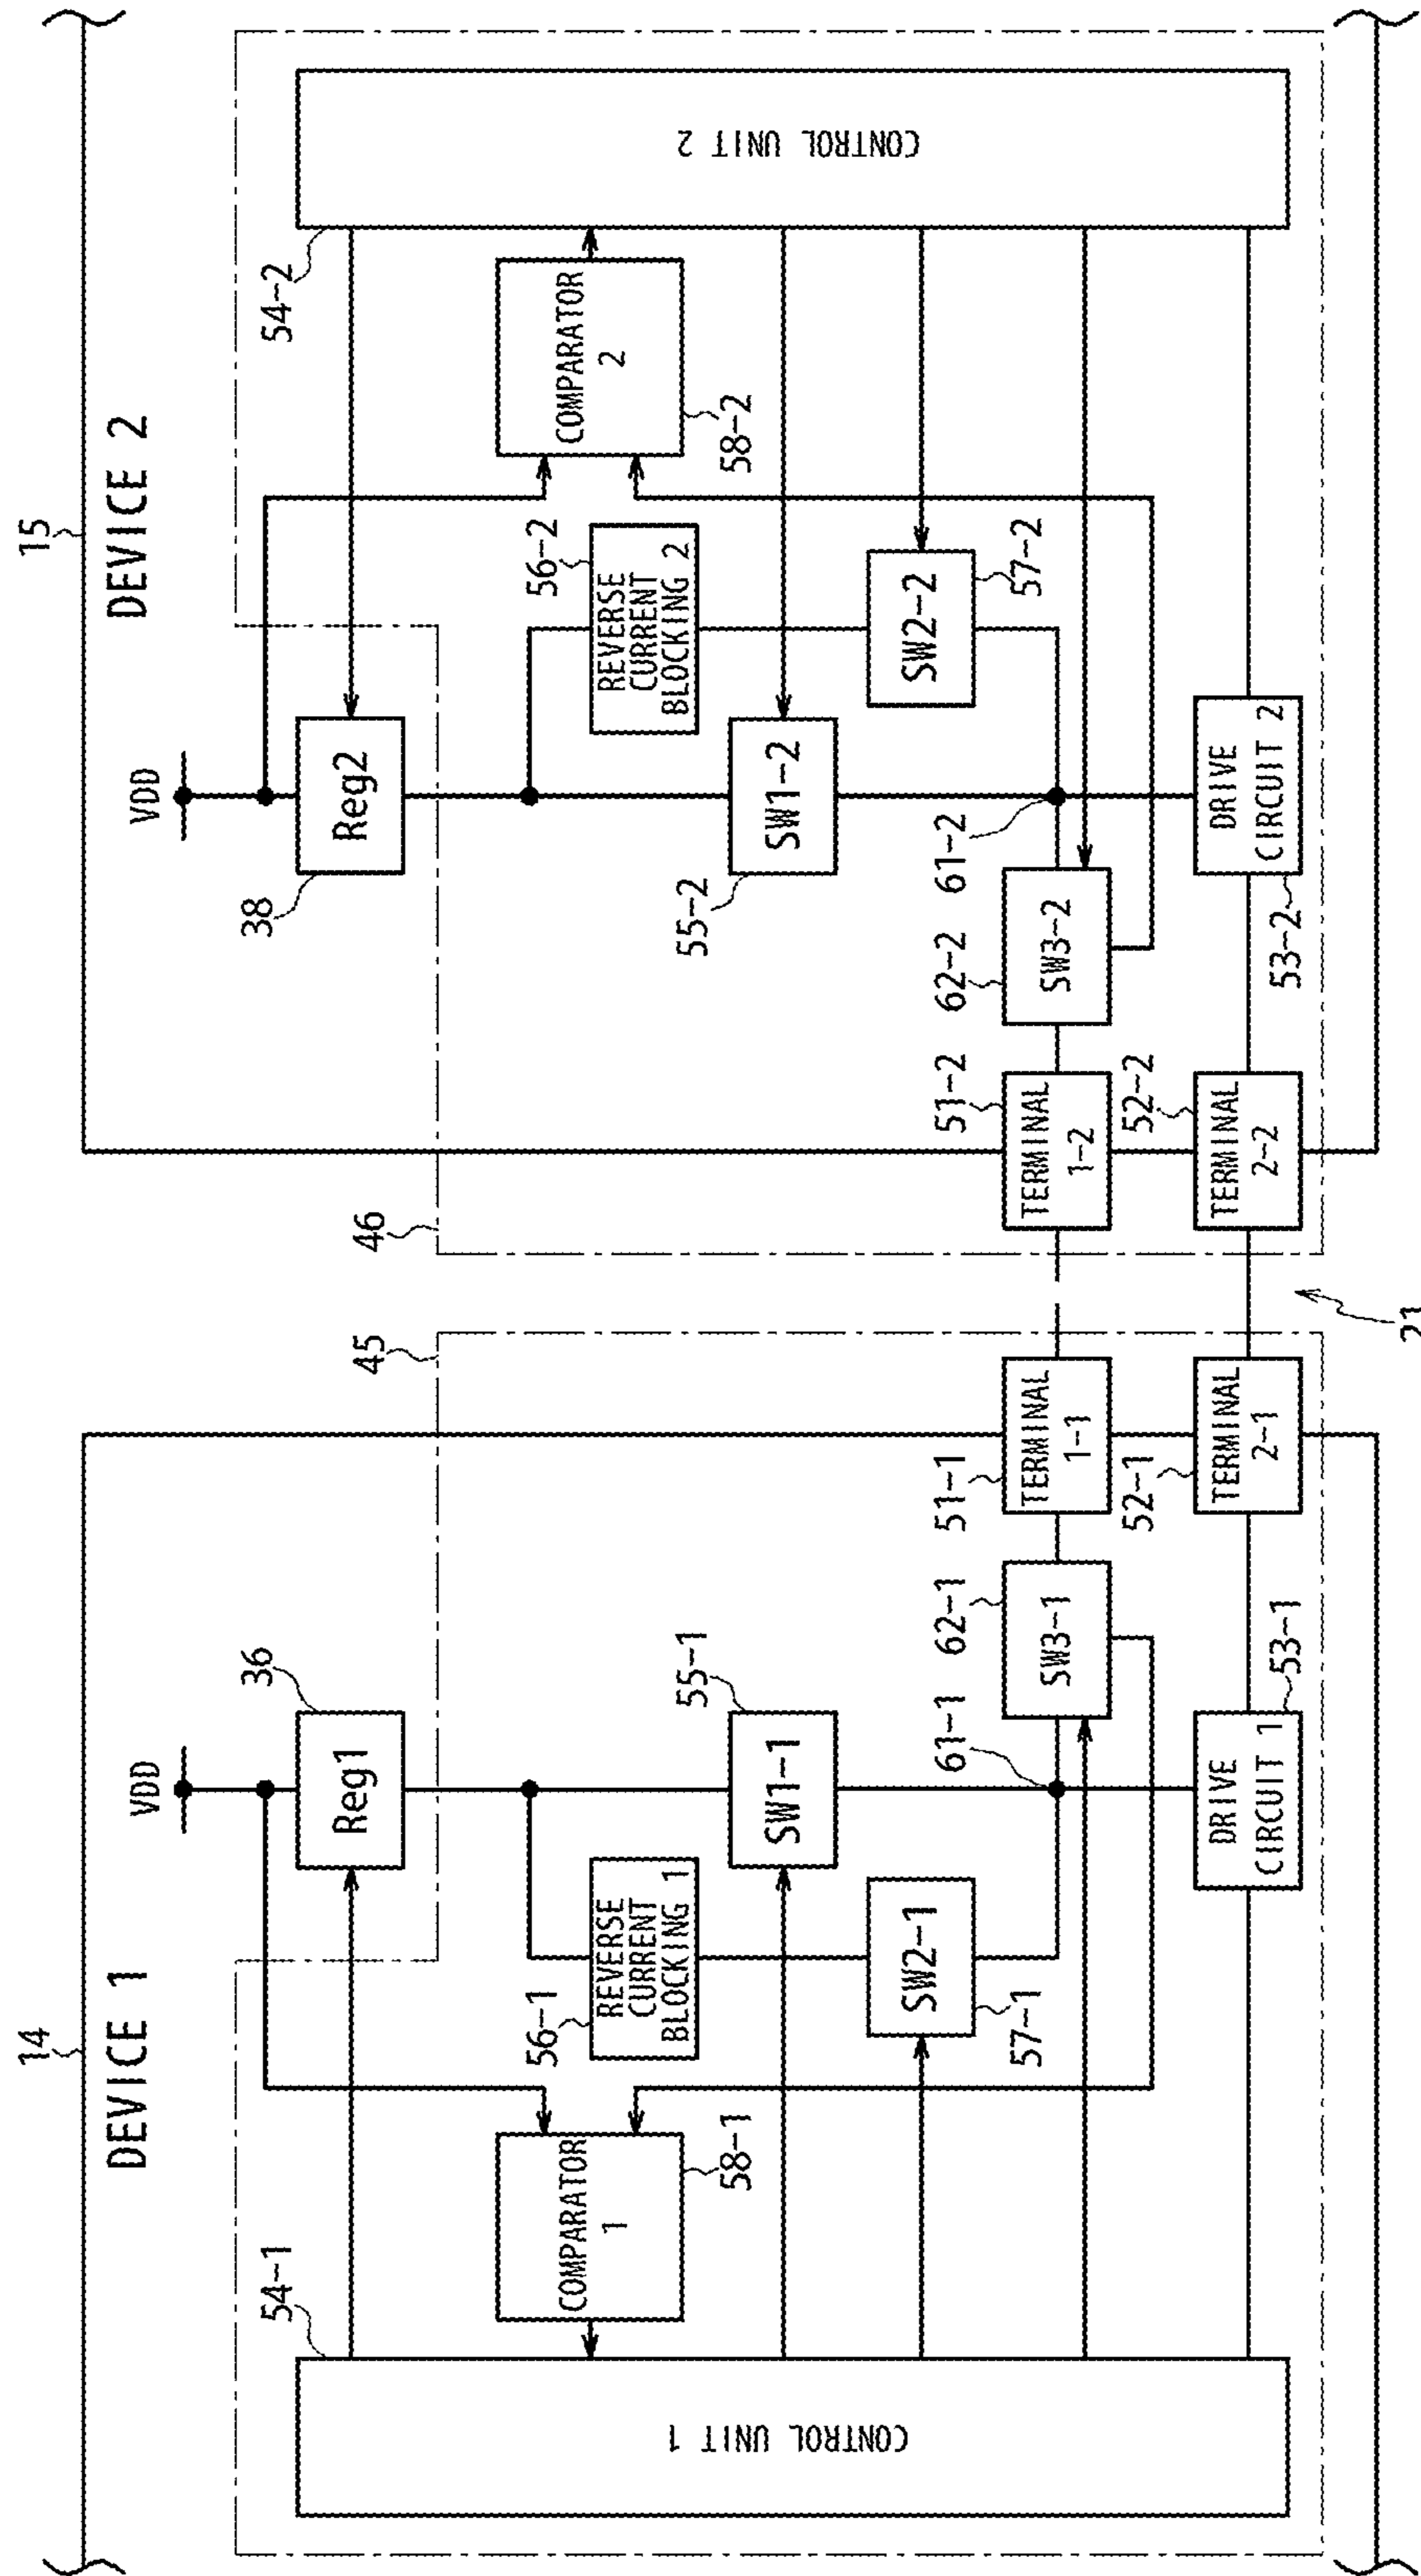 14
DEVICE 1
VDD
36
Reg1
45
54-1
CONTROL UNIT 1
COMPARATOR
1
58-1
56-1
REVERSE
CURRENT
BLOCKING 1
55-1
SW1-1
SW2-1
57-1
61-1
62-1
SW3-1
51-1
TERMINAL
1-1
52-1
TERMINAL
2-1
DRIVE
CIRCUIT 1
53-1
21
15
DEVICE 2
VDD
38
Reg2
46
54-2
CONTROL UNIT 2
COMPARATOR
2
58-2
56-2
REVERSE
CURRENT
BLOCKING 2
55-2
SW1-2
SW2-2
57-2
61-2
62-2
SW3-2
51-2
TERMINAL
1-2
52-2
TERMINAL
2-2
DRIVE
CIRCUIT 2
53-2